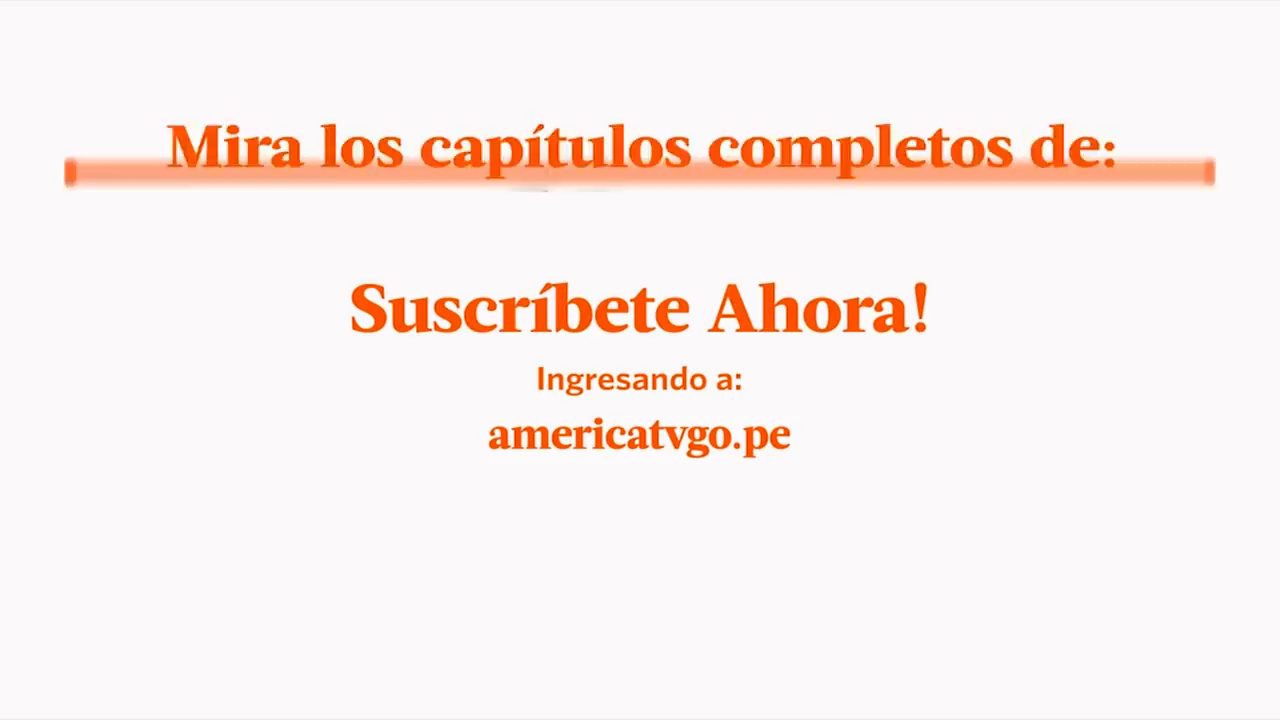 Mira los capítulos completos de:
Suscríbete Ahora!
Ingresando a:
americatvgo.pe